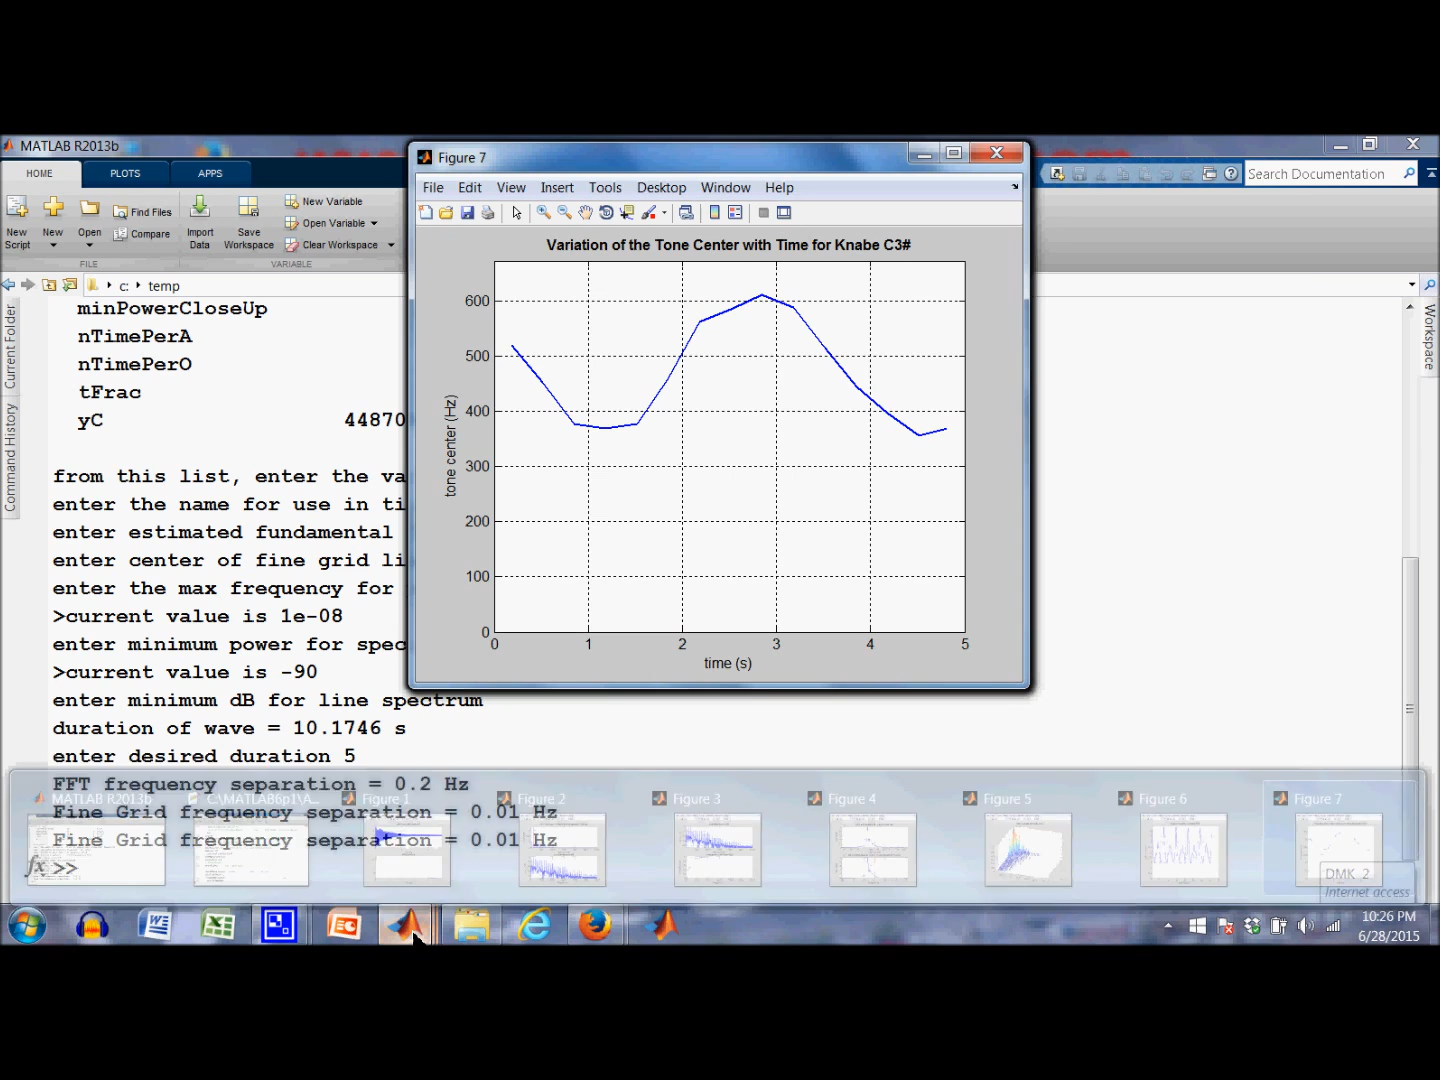 MATLAB R2013b
HOME
PLOTS
APPS
Search Documentation
New Script
New
Open
Find Files
Compare
Import Data
Save Workspace
New Variable
Open Variable
Clear Workspace
FILE
VARIABLE
c:
temp
Current Folder
Command History
Workspace
minPowerCloseUp
nTimePerA
nTimePerO
tFrac
yC 44870
from this list, enter the va
enter the name for use in ti
enter estimated fundamental
enter center of fine grid li
enter the max frequency for
>current value is 1e-08
enter minimum power for spec
>current value is -90
enter minimum dB for line spectrum
duration of wave = 10.1746 s
enter desired duration 5
FFT frequency separation = 0.2 Hz
Fine Grid frequency separation = 0.01 Hz
Fine Grid frequency separation = 0.01 Hz
fx >>
Figure 7
File Edit View Insert Tools Desktop Window Help
Variation of the Tone Center with Time for Knabe C3#
tone center (Hz)
600
500
400
300
200
100
0
0 1 2 3 4 5
time (s)
MATLAB R2013b
C:\MATLAB6p1\A...
Figure 1
Figure 2
Figure 3
Figure 4
Figure 5
Figure 6
Figure 7
DMK 2
Internet access
10:26 PM
6/28/2015